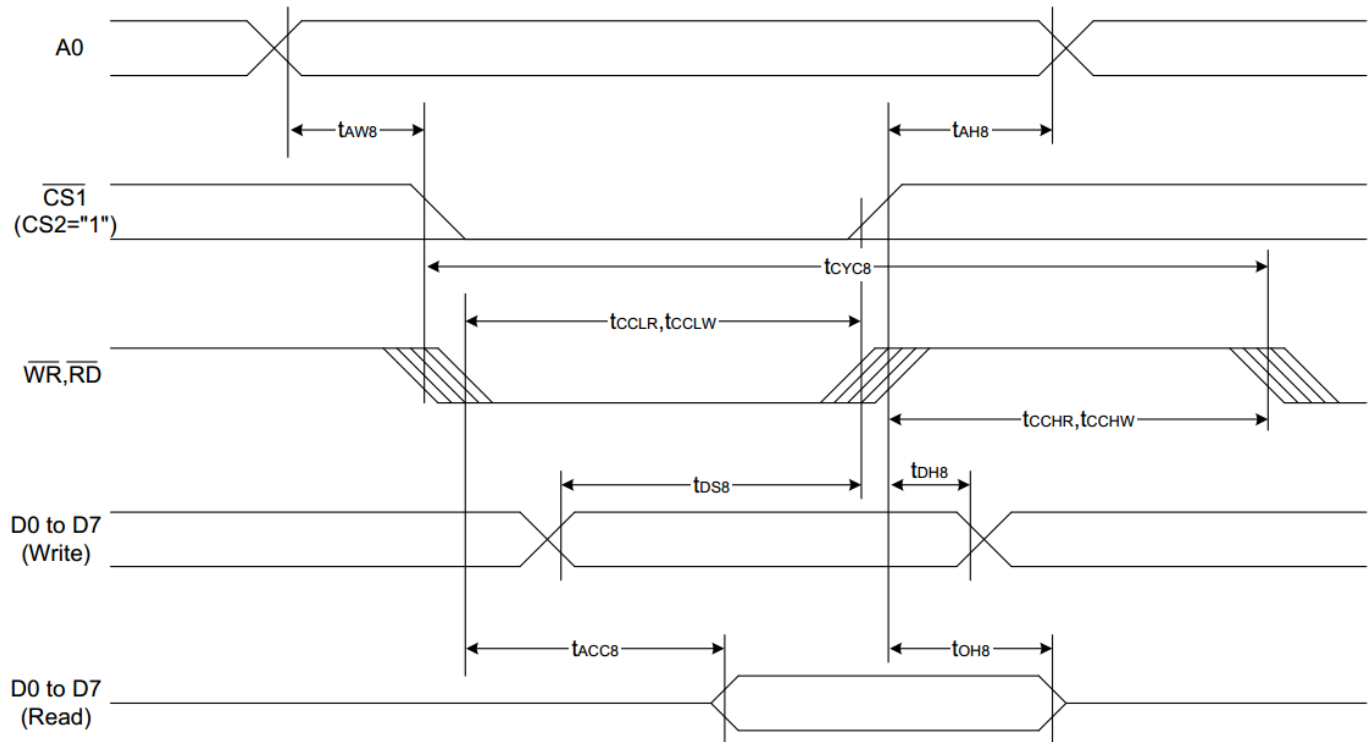 A0
tAW8
tAH8
CS1
(CS2="1")
tCYC8
tCCLR,tCCLW
WR,RD
tCCHR,tCCHW
tDS8
tDH8
D0 to D7
(Write)
tACC8
tOH8
D0 to D7
(Read)